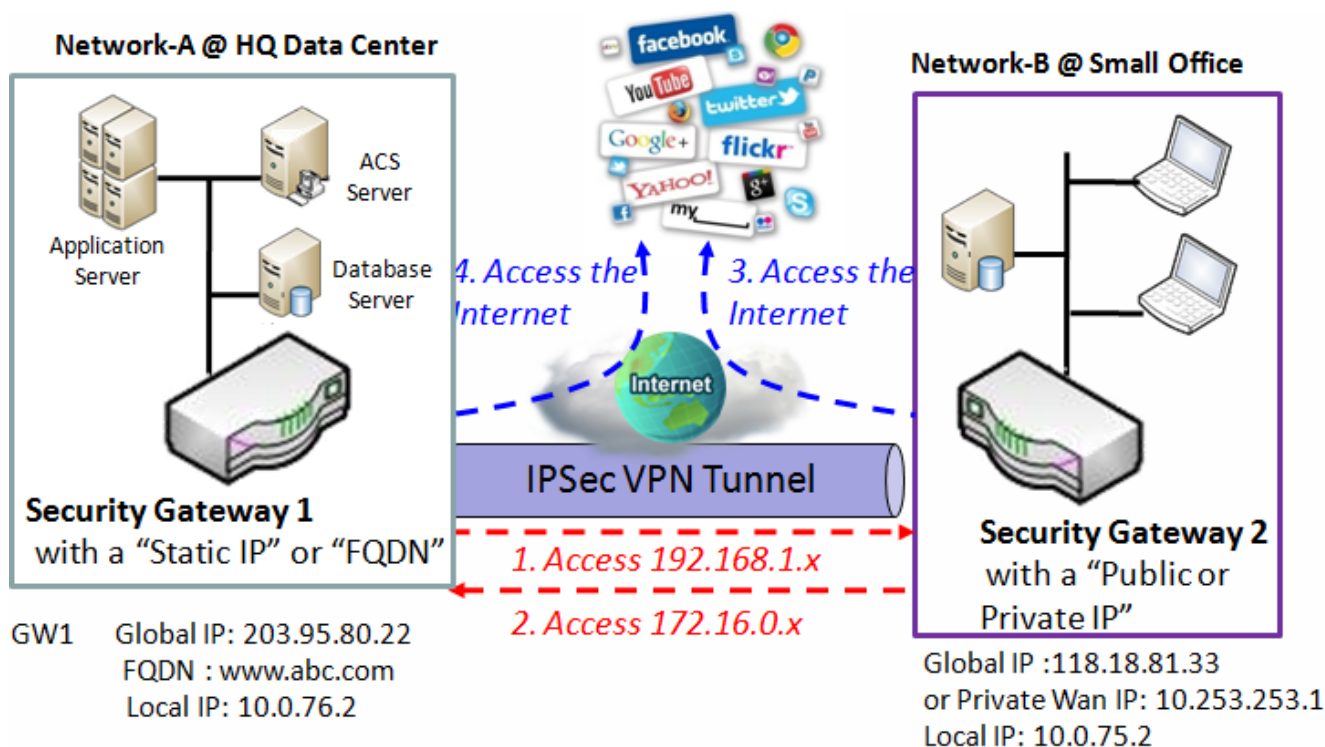 Network-A @ HQ Data Center
Network-B @ Small Office
facebook
You Tube
twitter
Google+
flickr
YAHOO!
g+
my
ACS
Server
Application
Server
Database
Server
4. Access the
Internet
3. Access the
Internet
Internet
IPSec VPN Tunnel
Security Gateway 1
with a “Static IP” or “FQDN”
1. Access 192.168.1.x
2. Access 172.16.0.x
Security Gateway 2
with a “Public or
Private IP”
GW1 Global IP: 203.95.80.22
FQDN : www.abc.com
Local IP: 10.0.76.2
Global IP :118.18.81.33
or Private Wan IP: 10.253.253.1
Local IP: 10.0.75.2